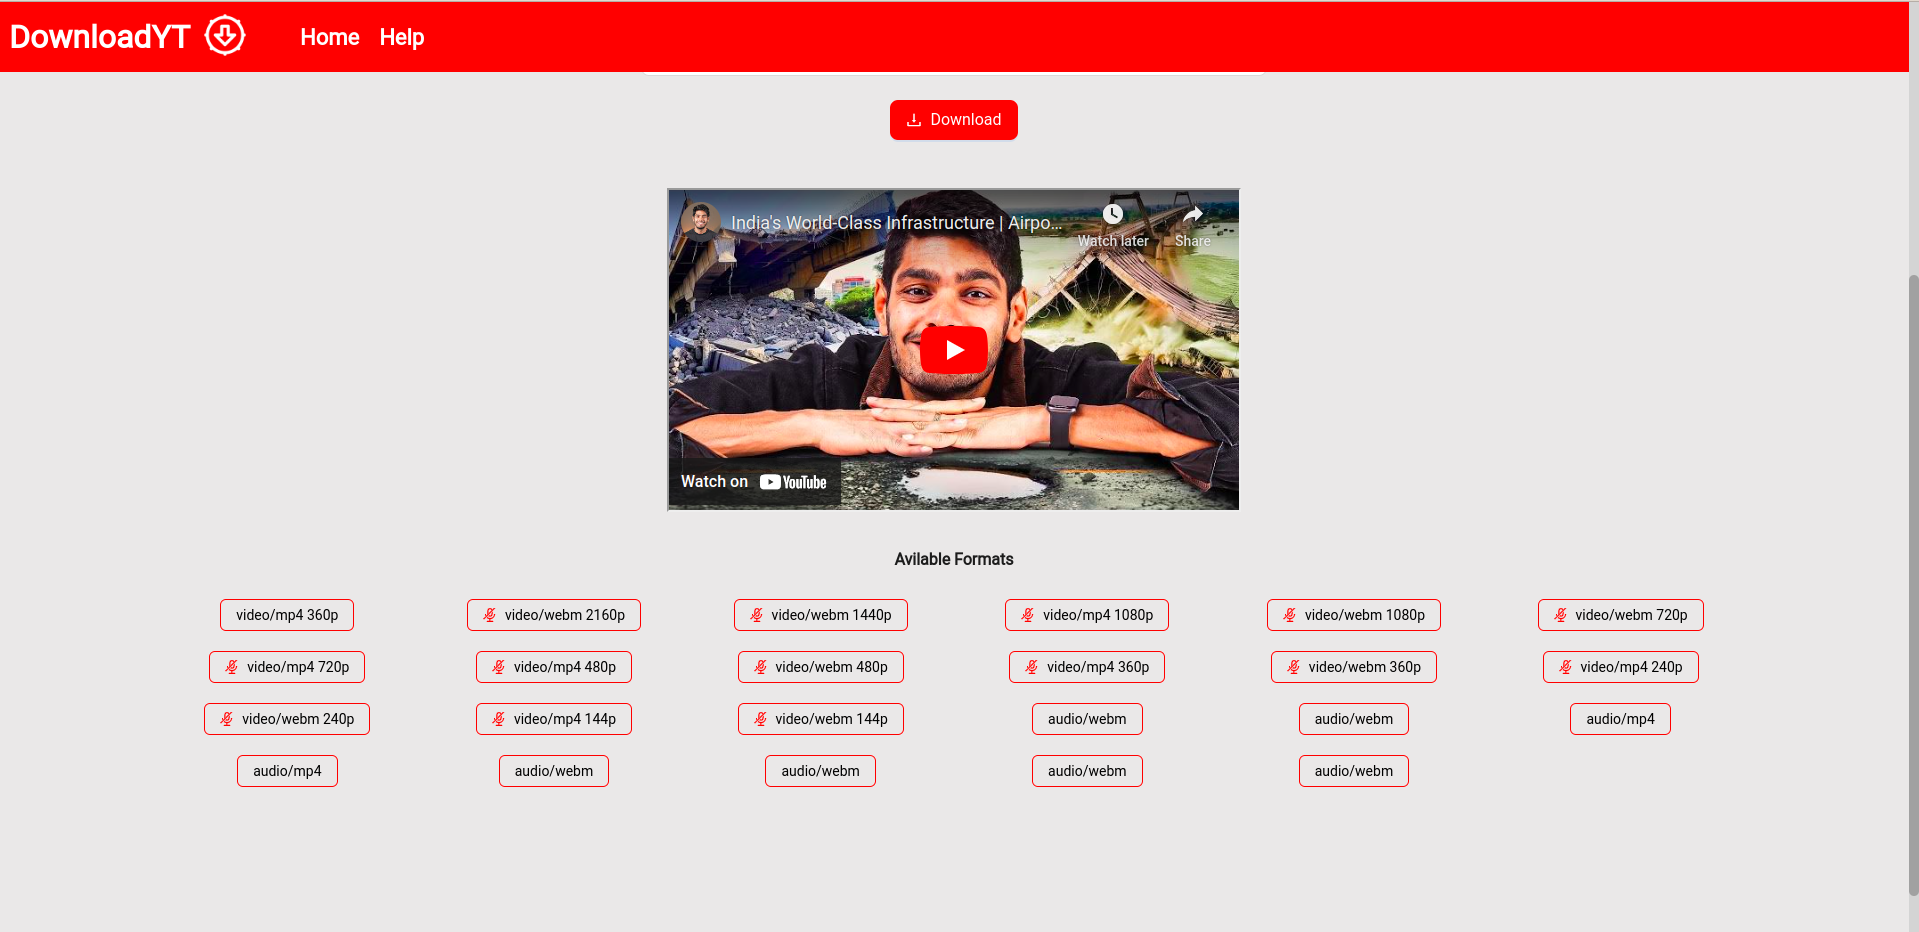 DownloadYT Home Help
Download
India's World-Class Infrastructure | Airpo...
Watch later Share
Watch on YouTube
Avilable Formats
video/mp4 360p video/webm 2160p video/webm 1440p video/mp4 1080p video/webm 1080p video/webm 720p
video/mp4 720p video/mp4 480p video/webm 480p video/mp4 360p video/webm 360p video/mp4 240p
video/webm 240p video/mp4 144p video/webm 144p audio/webm audio/webm audio/mp4
audio/mp4 audio/webm audio/webm audio/webm audio/webm